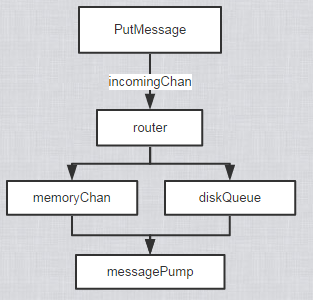 PutMessage
incomingChan
router
memoryChan
diskQueue
messagePump